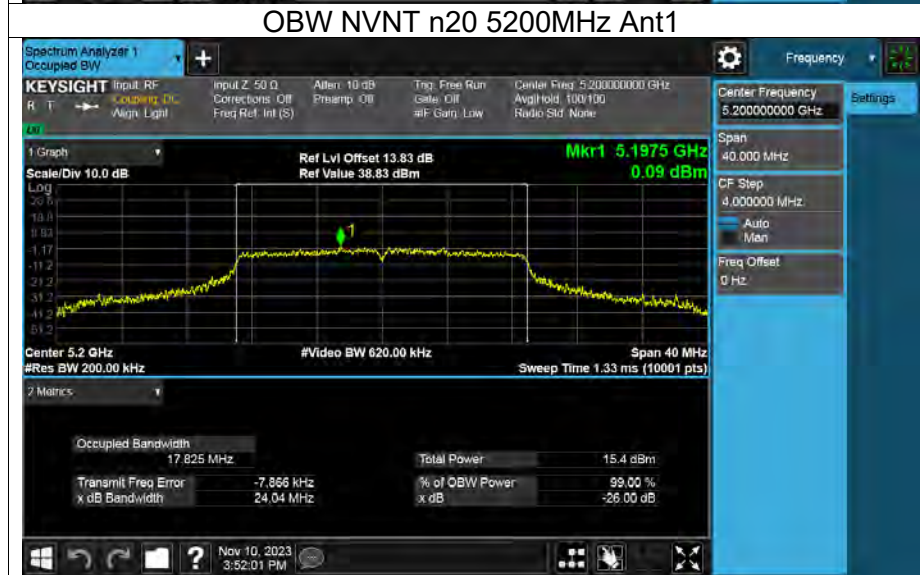 OBW NVNT n20 5200MHz Ant1
Spectrum Analyzer 1
Occupied BW
+
Frequency
KEYSIGHT Input: RF
R T
Coupling: DC
Align: Light
Input Z: 50 Ω
Corrections: Off
Freq Ref: Int (S)
Atten: 10 dB
Preamp: Off
Trig: Free Run
Gate: Off
#IF Gain: Low
Center Freq: 5.200000000 GHz
Avg|Hold: 100/100
Radio Std: None
Center Frequency
5.200000000 GHz
Settings
Span
40.000 MHz
CF Step
4.000000 MHz
Auto
Man
Freq Offset
0 Hz
1 Graph
Scale/Div 10.0 dB
Ref Lvl Offset 13.83 dB
Ref Value 38.83 dBm
Mkr1 5.1975 GHz
0.09 dBm
Log
18.8
8.83
-1.17
-11.2
-21.2
-31.2
-41.2
-51.2
1
Center 5.2 GHz
#Res BW 200.00 kHz
#Video BW 620.00 kHz
Span 40 MHz
Sweep Time 1.33 ms (10001 pts)
2 Metrics
Occupied Bandwidth
17.825 MHz
Total Power 15.4 dBm
Transmit Freq Error -7.866 kHz
% of OBW Power 99.00 %
x dB Bandwidth 24.04 MHz
x dB -26.00 dB
?
Nov 10, 2023
3:52:01 PM